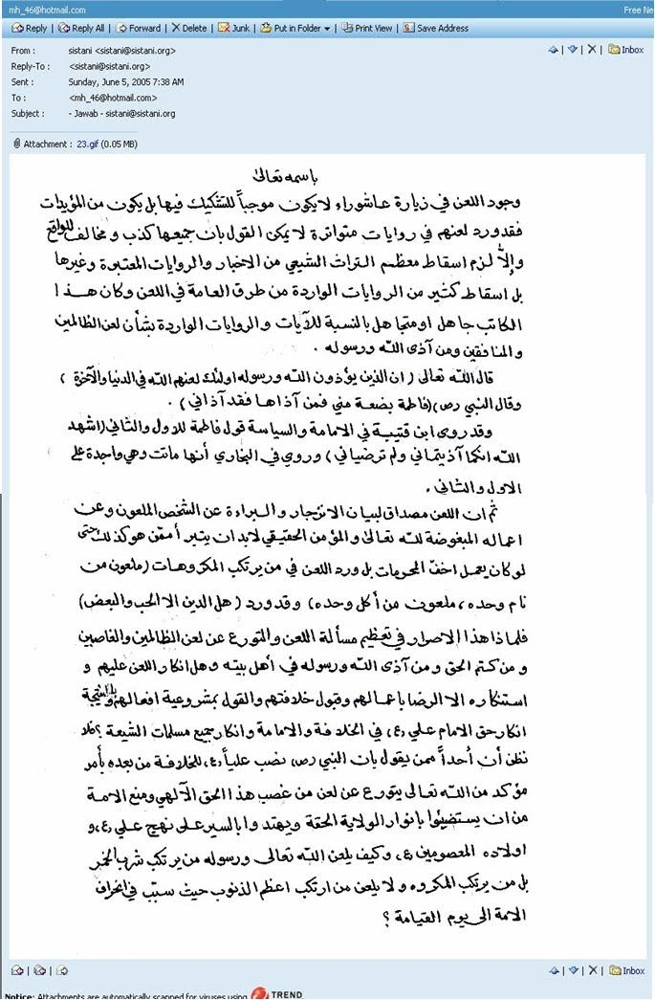 mh_46@hotmail.com Free Ne
Reply | Reply All | Forward | Delete | Junk | Put in Folder | Print View | Save Address
From : sistani <sistani@sistani.org>
Reply-To : <sistani@sistani.org>
Sent : Sunday, June 5, 2005 7:38 AM
To : <mh_46@hotmail.com>
Subject : - Jawab - sistani@sistani.org
| | X | Inbox
Attachment : 23.gif (0.05 MB)
باسمه تعالى
وجود اللعن في زيارة عاشوراء لا يكون موجباً للتشكيك فيها بل يكون من المؤيدات
فقد ورد لعنهم في روايات متواترة لا يمكن القول بان جميعها كذب و مخالف للواقع
وإلاّ لزم اسقاط معظم التراث الشيعي من الاخبار والروايات المعتبرة وغيرها
بل اسقاط كثير من الروايات الواردة من طرق العامة في اللعن وكان هذا
الكاتب جاهل او متجاهل بالنسبة للآيات والروايات الواردة بشأن لعن الظالمين
والمنافقين ومن آذى الله ورسوله .
قال الله تعالى (ان الذين يؤذون الله ورسوله اولئك لعنهم الله في الدنيا والآخرة )
وقال النبي (ص) (فاطمة بضعة مني فمن آذاها فقد آذاني ) .
وقد روى ابن قتيبة في الامامة والسياسة قول فاطمة للاول والثاني (اشهد
الله انكما آذيتماني ولم ترضياني ) وروي في البخاري أنها ماتت وهي واجدة على
الاول والثاني .
ثم ان اللعن مصداق لبيان الانزجار والبراءة عن الشخص الملعون وعن
اعماله المبغوضة لله تعالى والمؤمن الحقيقي لابد ان يتبرأ ممّن هو كذلك حتى
لو كان يعمل اخفّ المحرمات بل ورد اللعن في من يرتكب المكروهات (ملعون من
نام وحده ، ملعون من أكل وحده) وقد ورد (هل الدين الا الحب والبعض)
فلماذا هذا الاصرار في تعظيم مسألة اللعن والتورع عن لعن الظالمين والغاصبين
ومن كتم الحق ومن آذى الله ورسوله في أهل بيته وهل انكار اللعن عليهم و
استنكاره الا الرضا باعمالهم وقبول خلافتهم والقول بمشروعية افعالهم وبالنتيجة
انكار حق الامام علي (ع) في الخلافة والامامة وانكار جميع مسلمات الشيعة ؟ فلا
نظن أن أحداً ممن يقول بان النبي (ص) نصب علياً (ع) للخلافة من بعده بأمر
مؤكد من الله تعالى يتورع عن لعن من غصب هذا الحق الآلهي ومنع الامة
من ان يستضيئوا بانوار الولاية الحقة ويهتدوا بالسير على نهج علي (ع) و
اولاده المعصومين (ع) وكيف يلعن الله تعالى ورسوله من يرتكب شرب الخمر
بل من يرتكب المكروه ولا يلعن من ارتكب اعظم الذنوب حيث سبّب في انحراف
الامة الى يوم القيامة ؟
| | X | Inbox
Notice: Attachments are automatically scanned for viruses using TREND